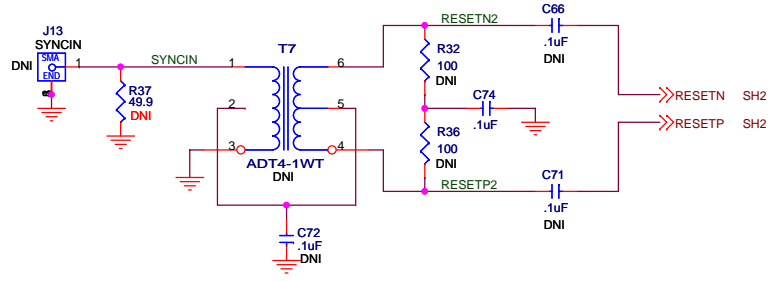 J13
SYNCIN
DNI
SMA
END
1
SYNCIN
R37
49.9
DNI
T7
1
2
3
6
5
4
ADT4-1WT
DNI
C72
.1uF
DNI
RESETN2
C66
.1uF
DNI
R32
100
DNI
C74
.1uF
R36
100
DNI
RESETP2
C71
.1uF
DNI
RESETN SH2
RESETP SH2